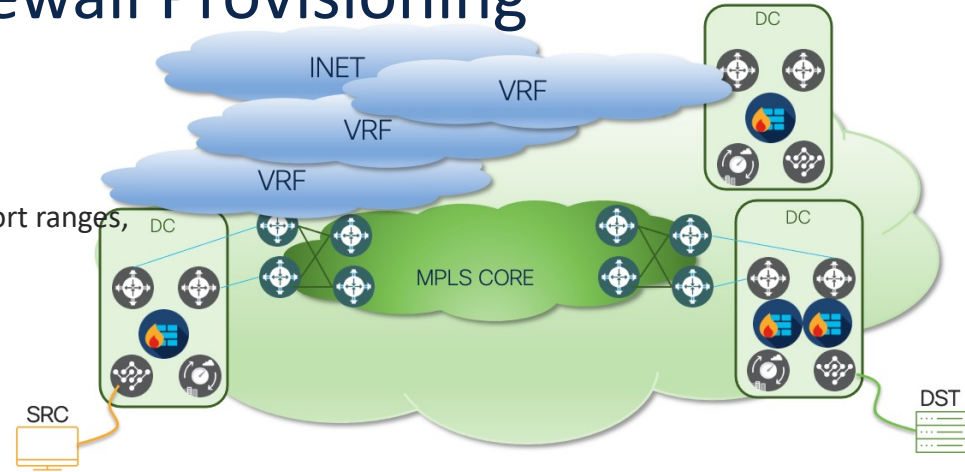 ewall Provisioning
DC
INET
VRF
VRF
VRF
ort ranges,
DC
DC
MPLS CORE
SRC
DST